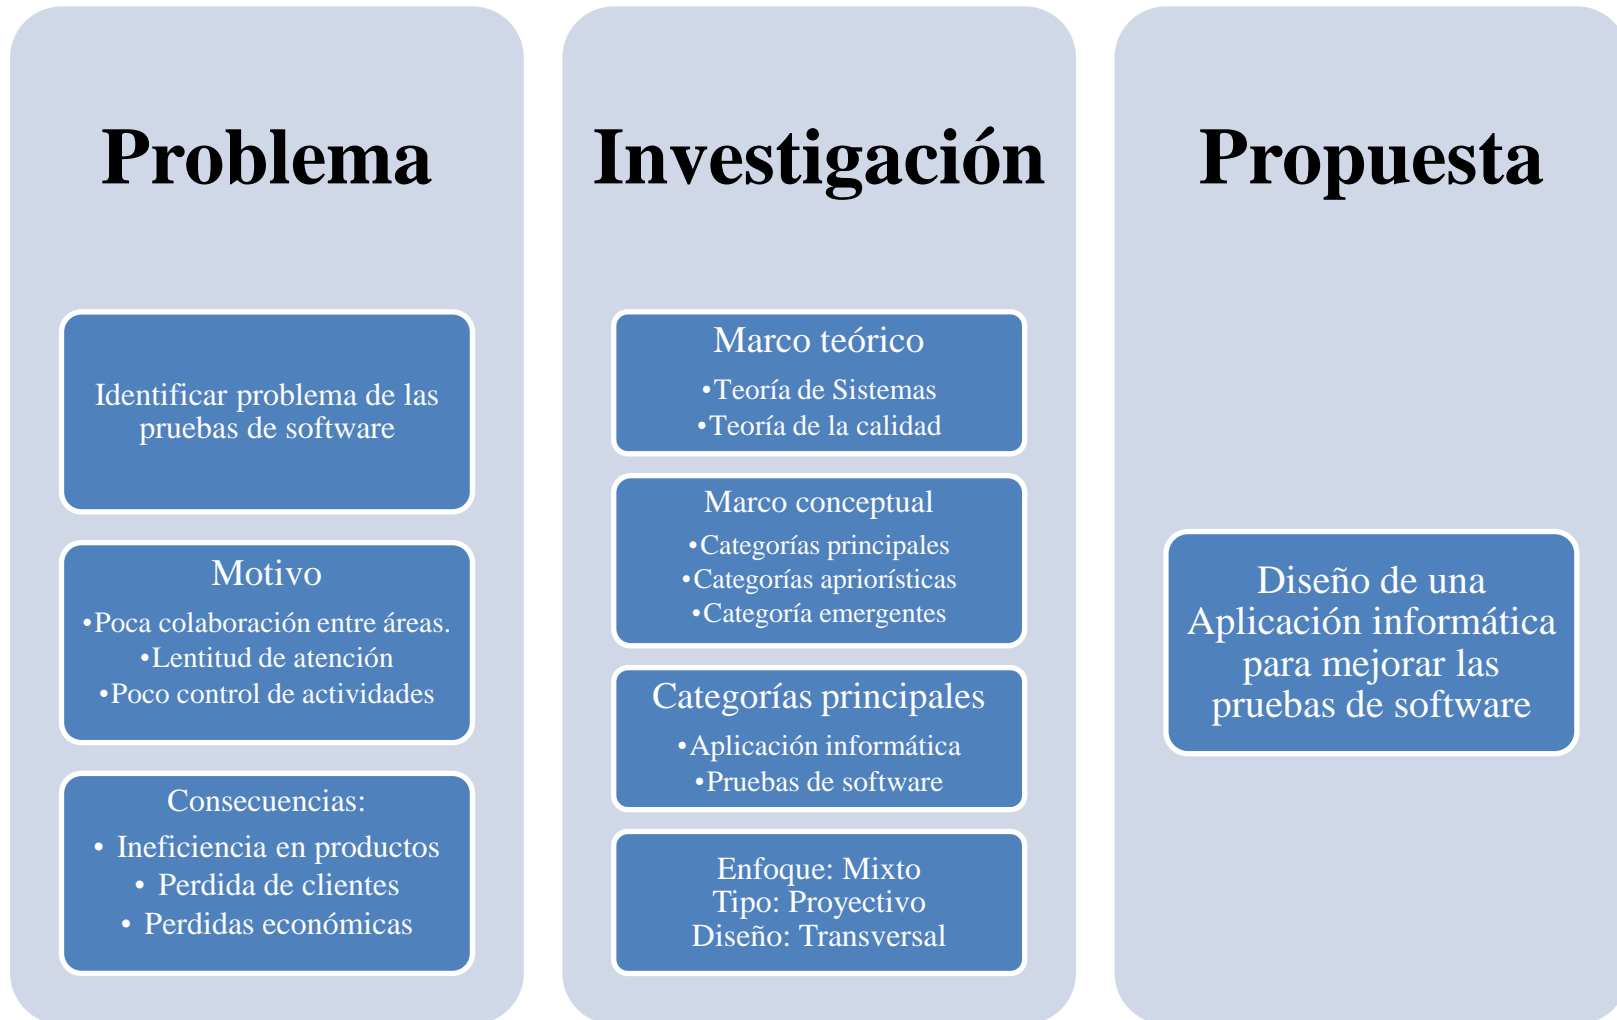 Problema
Identificar problema de las
pruebas de software
Motivo
•Poca colaboración entre áreas.
•Lentitud de atención
•Poco control de actividades
Consecuencias:
• Ineficiencia en productos
• Perdida de clientes
• Perdidas económicas
Investigación
Marco teórico
•Teoría de Sistemas
•Teoría de la calidad
Marco conceptual
•Categorías principales
•Categorías apriorísticas
•Categoría emergentes
Categorías principales
•Aplicación informática
•Pruebas de software
Enfoque: Mixto
Tipo: Proyectivo
Diseño: Transversal
Propuesta
Diseño de una
Aplicación informática
para mejorar las
pruebas de software